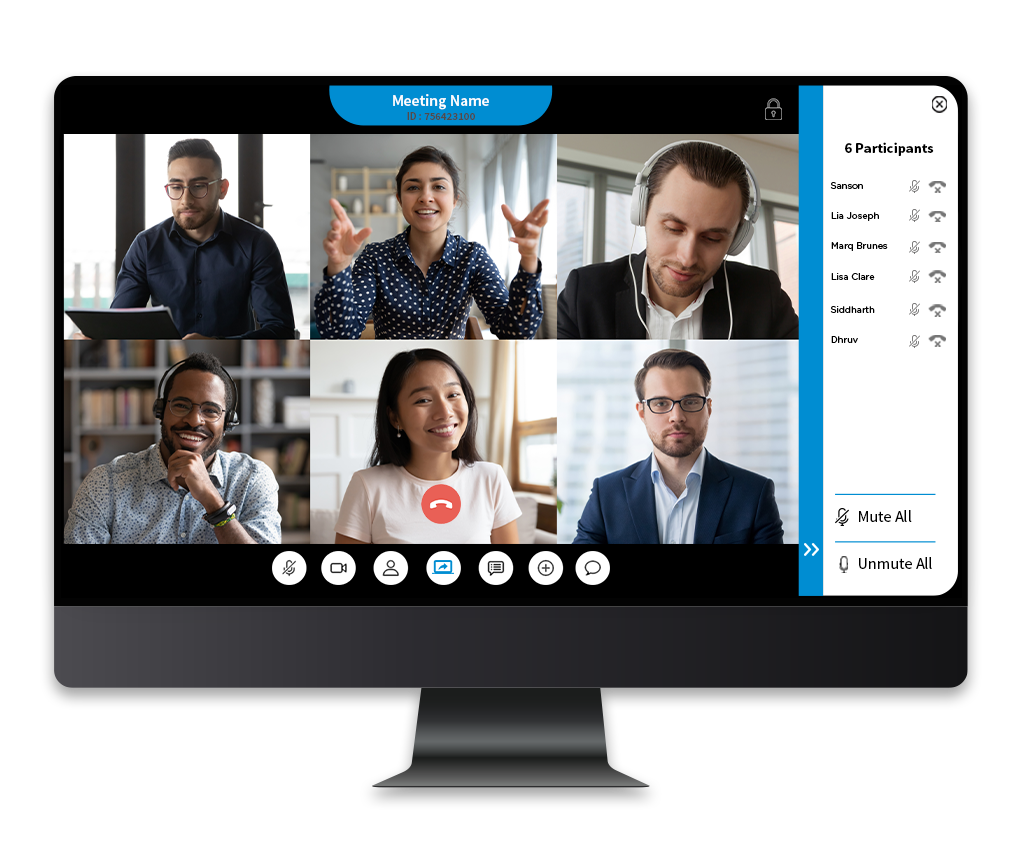 Meeting Name
ID : 756423100
6 Participants
Sanson
Lia Joseph
Marq Brunes
Lisa Clare
Siddharth
Dhruv
Mute All
Unmute All